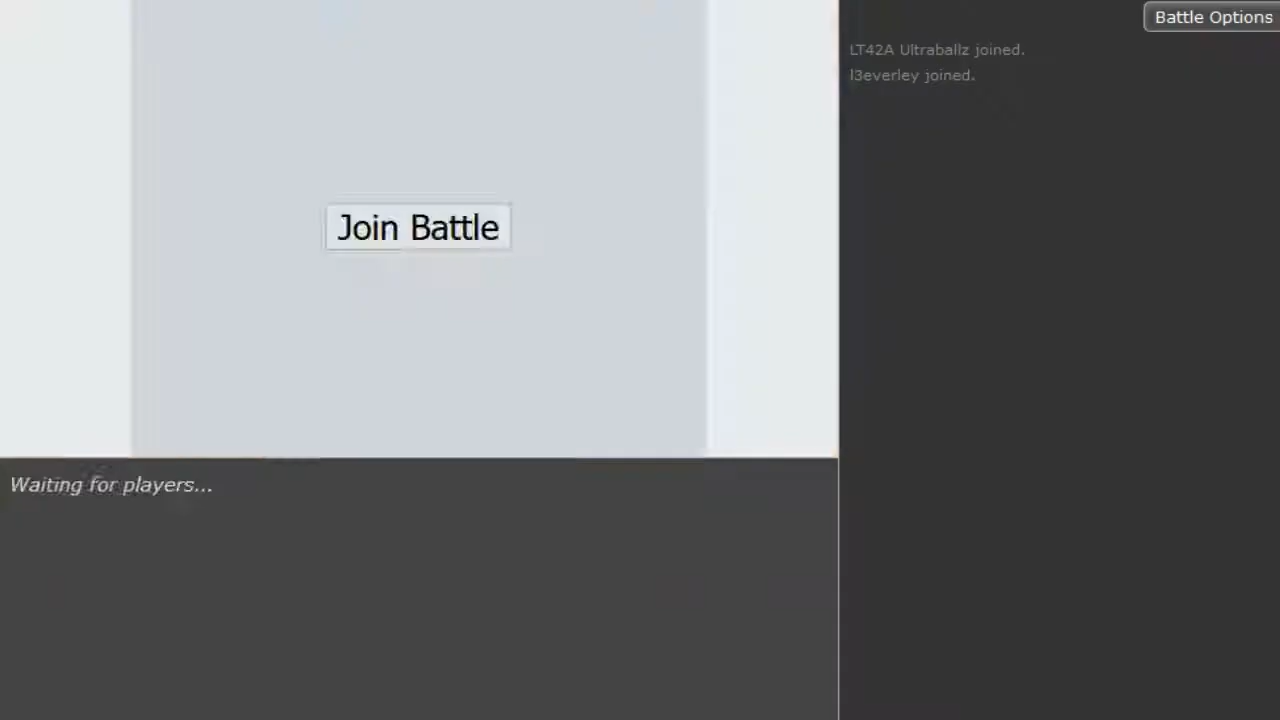 Battle Options
LT42A Ultraballz joined.
l3everley joined.
Join Battle
Waiting for players...